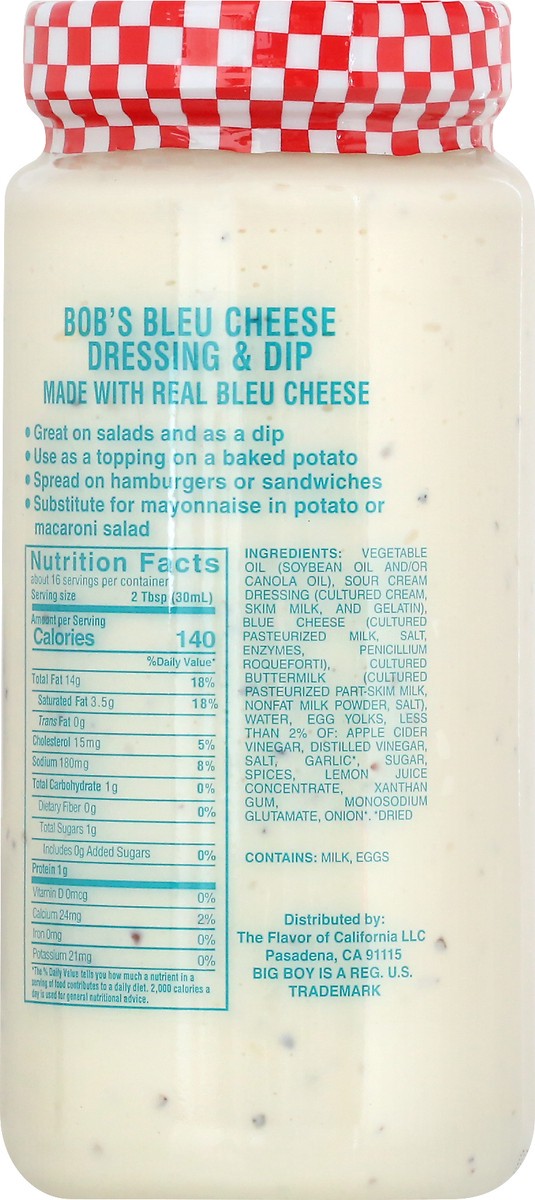 BOB'S BLEU CHEESE
DRESSING & DIP
MADE WITH REAL BLEU CHEESE
• Great on salads and as a dip
• Use as a topping on a baked potato
• Spread on hamburgers or sandwiches
• Substitute for mayonnaise in potato or
macaroni salad
Nutrition Facts
about 16 servings per container
Serving size 2 Tbsp (30mL)
Amount per Serving
Calories 140
%Daily Value*
Total Fat 14g 18%
Saturated Fat 3.5g 18%
Trans Fat 0g
Cholesterol 15mg 5%
Sodium 180mg 8%
Total Carbohydrate 1g 0%
Dietary Fiber 0g 0%
Total Sugars 1g
Includes 0g Added Sugars 0%
Protein 1g
Vitamin D 0mcg 0%
Calcium 24mg 2%
Iron 0mg 0%
Potassium 21mg 0%
*The % Daily Value tells you how much a nutrient in a
serving of food contributes to a daily diet. 2,000 calories a
day is used for general nutritional advice.
INGREDIENTS: VEGETABLE
OIL (SOYBEAN OIL AND/OR
CANOLA OIL), SOUR CREAM
DRESSING (CULTURED CREAM,
SKIM MILK, AND GELATIN),
BLUE CHEESE (CULTURED
PASTEURIZED MILK, SALT,
ENZYMES, PENICILLIUM
ROQUEFORTI), CULTURED
BUTTERMILK (CULTURED
PASTEURIZED PART-SKIM MILK,
NONFAT MILK POWDER, SALT),
WATER, EGG YOLKS, LESS
THAN 2% OF: APPLE CIDER
VINEGAR, DISTILLED VINEGAR,
SALT, GARLIC*, SUGAR,
SPICES, LEMON JUICE
CONCENTRATE, XANTHAN
GUM, MONOSODIUM
GLUTAMATE, ONION*. *DRIED
CONTAINS: MILK, EGGS
Distributed by:
The Flavor of California LLC
Pasadena, CA 91115
BIG BOY IS A REG. U.S.
TRADEMARK